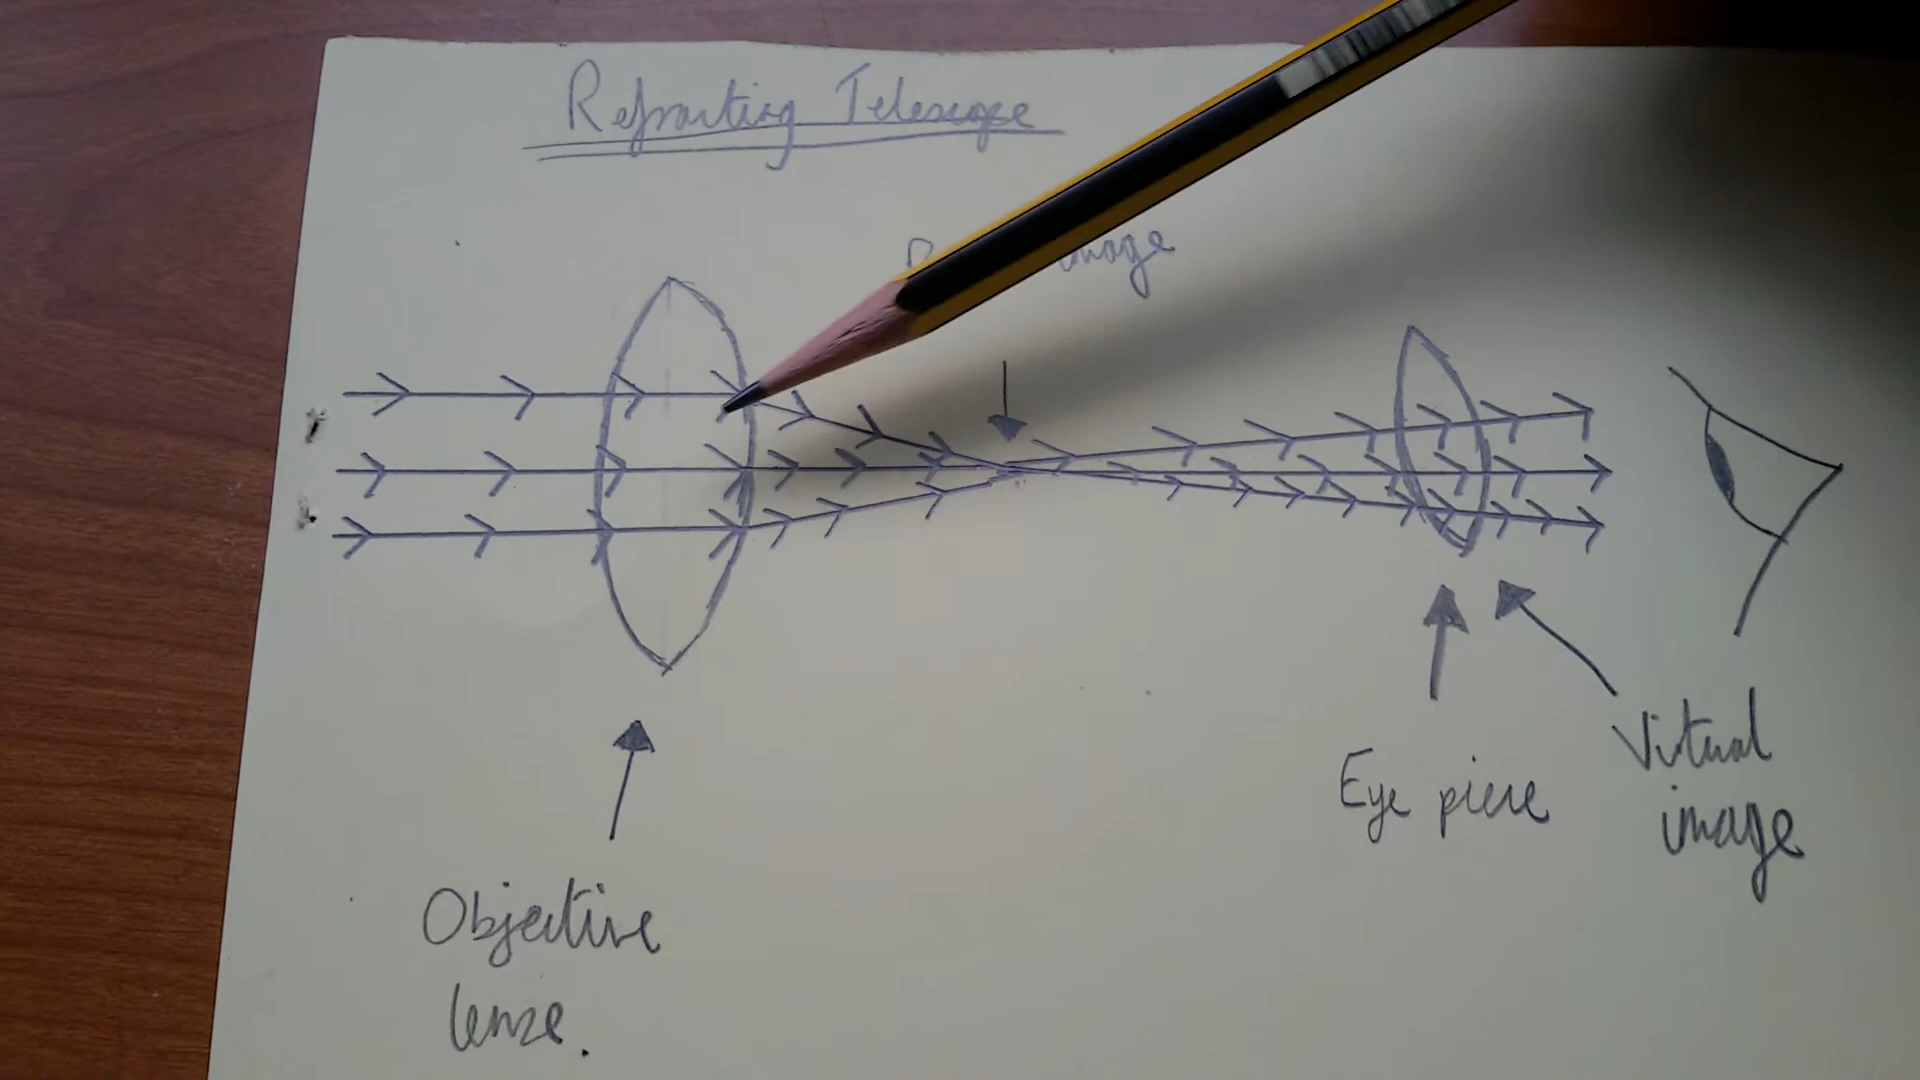 Refracting Telescope
image
Eye piece
Virtual
image
Objective
lense.